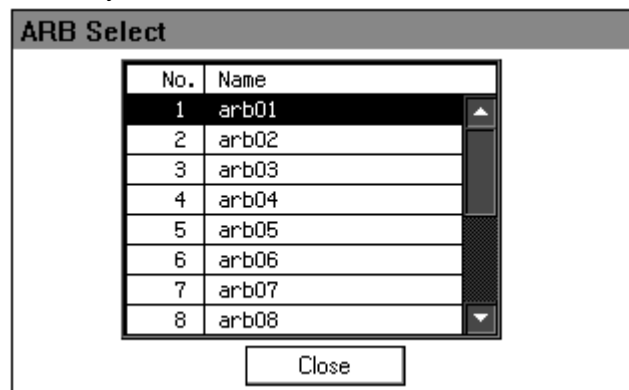 ARB Select
No. Name
1 arb01
2 arb02
3 arb03
4 arb04
5 arb05
6 arb06
7 arb07
8 arb08
Close